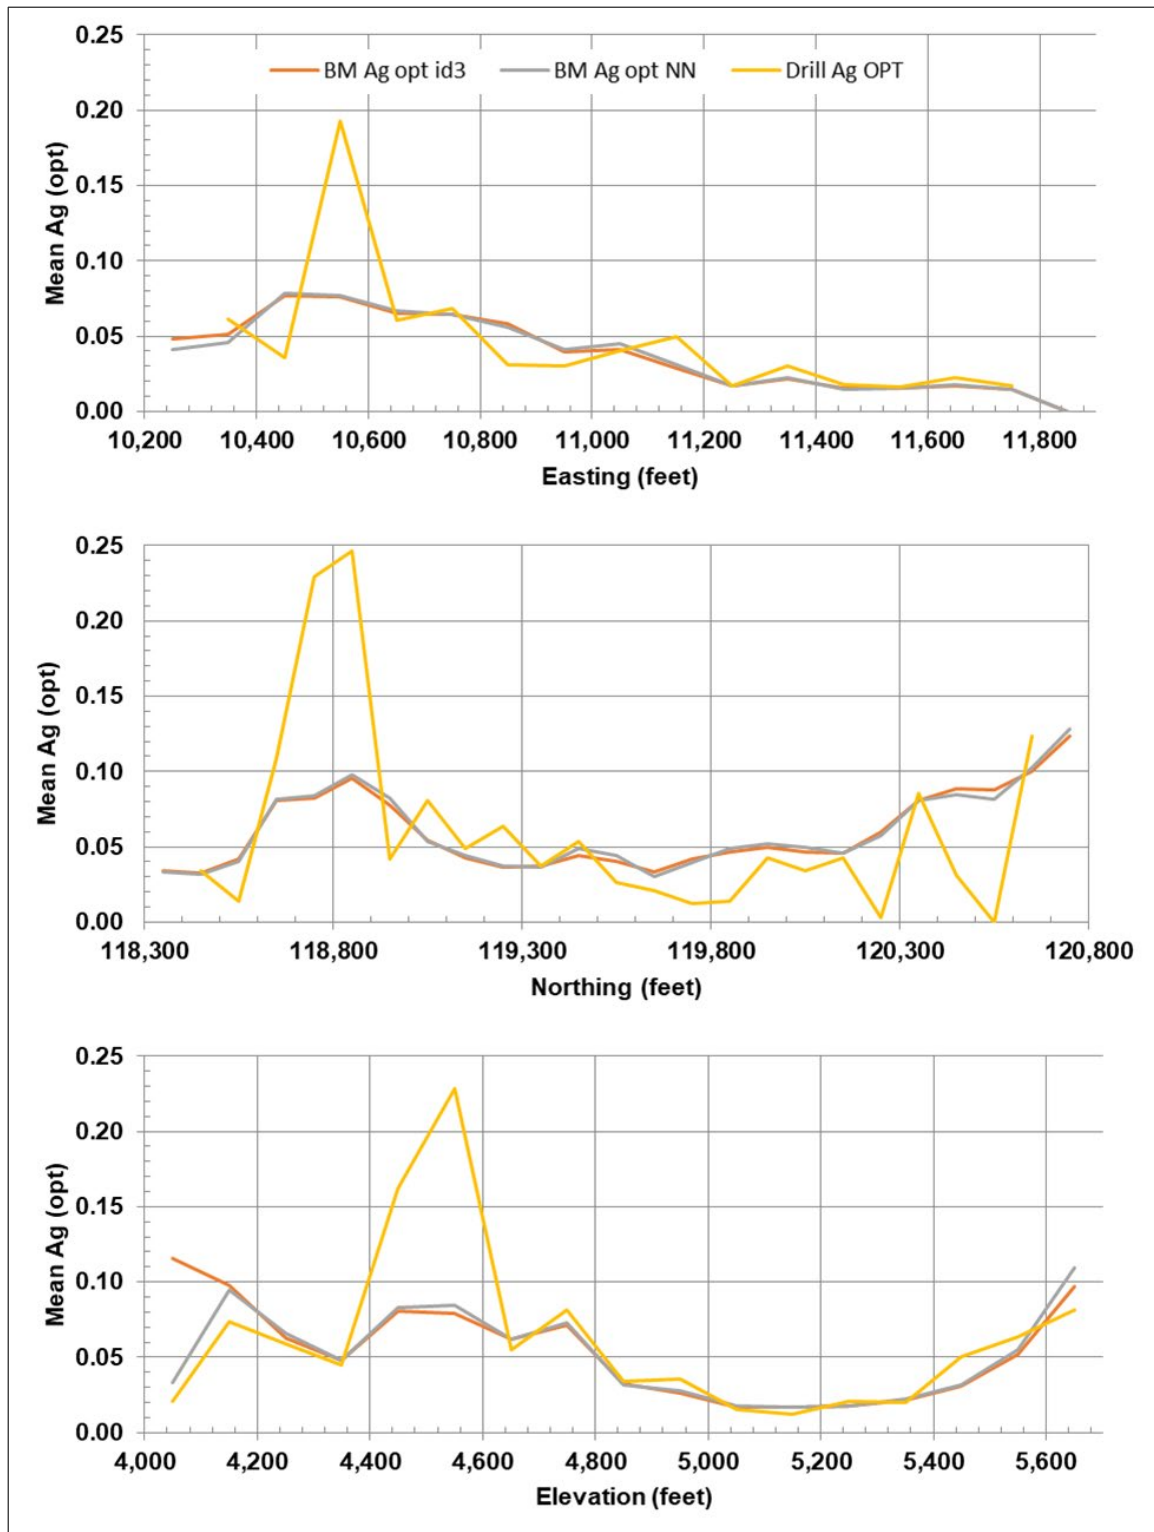 0.25
BM Ag opt id3 BM Ag opt NN Drill Ag OPT
0.20
0.15
0.10
0.05
0.00
Mean Ag (opt)
10,200 10,400 10,600 10,800 11,000 11,200 11,400 11,600 11,800
Easting (feet)
0.25
0.20
0.15
0.10
0.05
0.00
Mean Ag (opt)
118,300 118,800 119,300 119,800 120,300 120,800
Northing (feet)
0.25
0.20
0.15
0.10
0.05
0.00
Mean Ag (opt)
4,000 4,200 4,400 4,600 4,800 5,000 5,200 5,400 5,600
Elevation (feet)